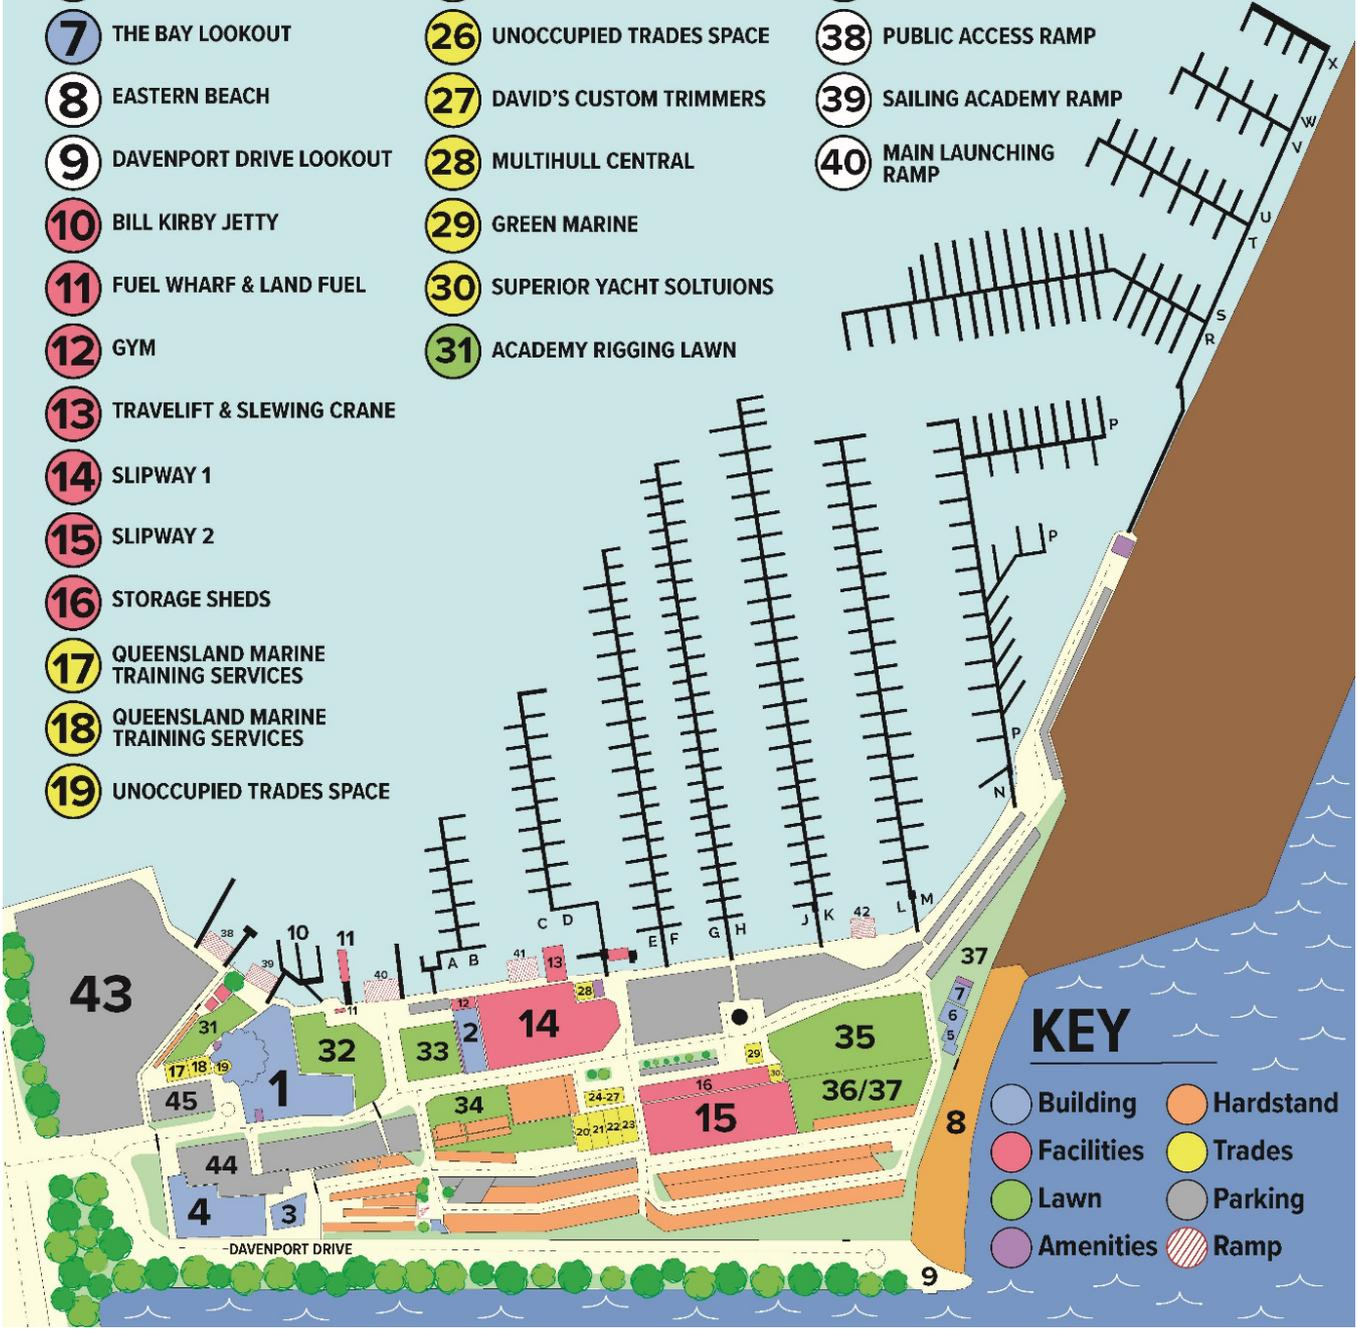 7 THE BAY LOOKOUT
8 EASTERN BEACH
9 DAVENPORT DRIVE LOOKOUT
10 BILL KIRBY JETTY
11 FUEL WHARF & LAND FUEL
12 GYM
13 TRAVELIFT & SLEWING CRANE
14 SLIPWAY 1
15 SLIPWAY 2
16 STORAGE SHEDS
17 QUEENSLAND MARINE
TRAINING SERVICES
18 QUEENSLAND MARINE
TRAINING SERVICES
19 UNOCCUPIED TRADES SPACE
26 UNOCCUPIED TRADES SPACE
27 DAVID'S CUSTOM TRIMMERS
28 MULTIHULL CENTRAL
29 GREEN MARINE
30 SUPERIOR YACHT SOLTUIONS
31 ACADEMY RIGGING LAWN
38 PUBLIC ACCESS RAMP
39 SAILING ACADEMY RAMP
40 MAIN LAUNCHING
RAMP
X
W
V
U
T
S
R
P
P
P
N
M
L
K
J
H
G
F
E
D
C
B
A
42
41
13
40
11
11
10
38
39
43
31
17 18 19
45
1
32
33
12
2
14
28
35
36/37
37
7
6
5
29
30
16
15
34
24-27
20 21 22 23
44
4
3
8
9
DAVENPORT DRIVE
KEY
Building
Hardstand
Facilities
Trades
Lawn
Parking
Amenities
Ramp